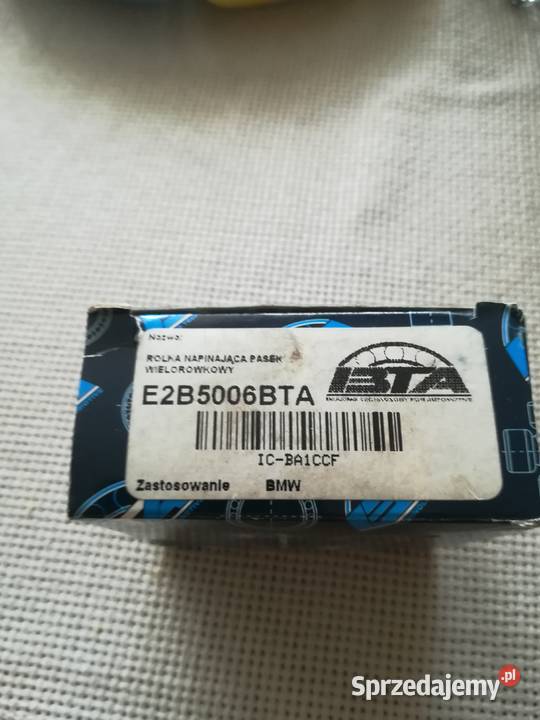 Nazwa:
ROLKA NAPINAJĄCA PASEK
WIELOROWKOWY
E2B5006BTA
BTA
IC-BA1CCF
Zastosowanie BMW
Sprzedajemy.pl